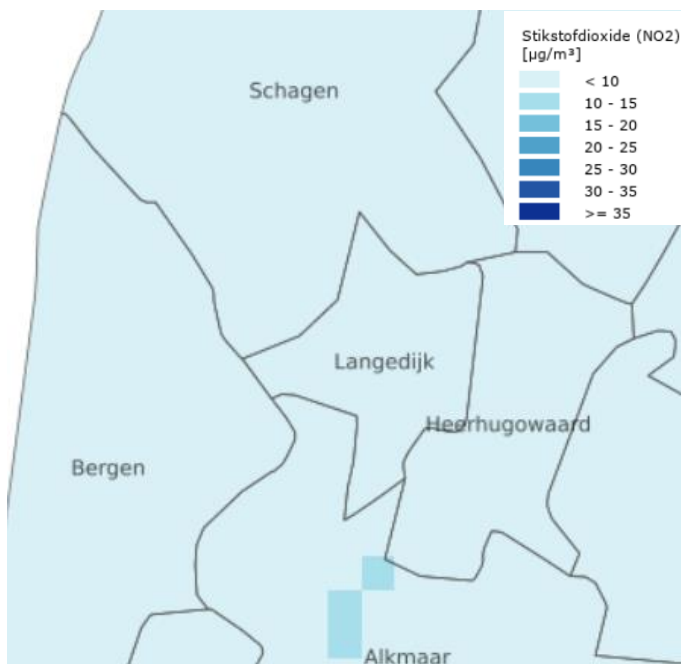 Stikstofdioxide (NO2)
[µg/m³]
< 10
10 - 15
15 - 20
20 - 25
25 - 30
30 - 35
>= 35
Schagen
Langedijk
Heerhugowaard
Bergen
Alkmaar